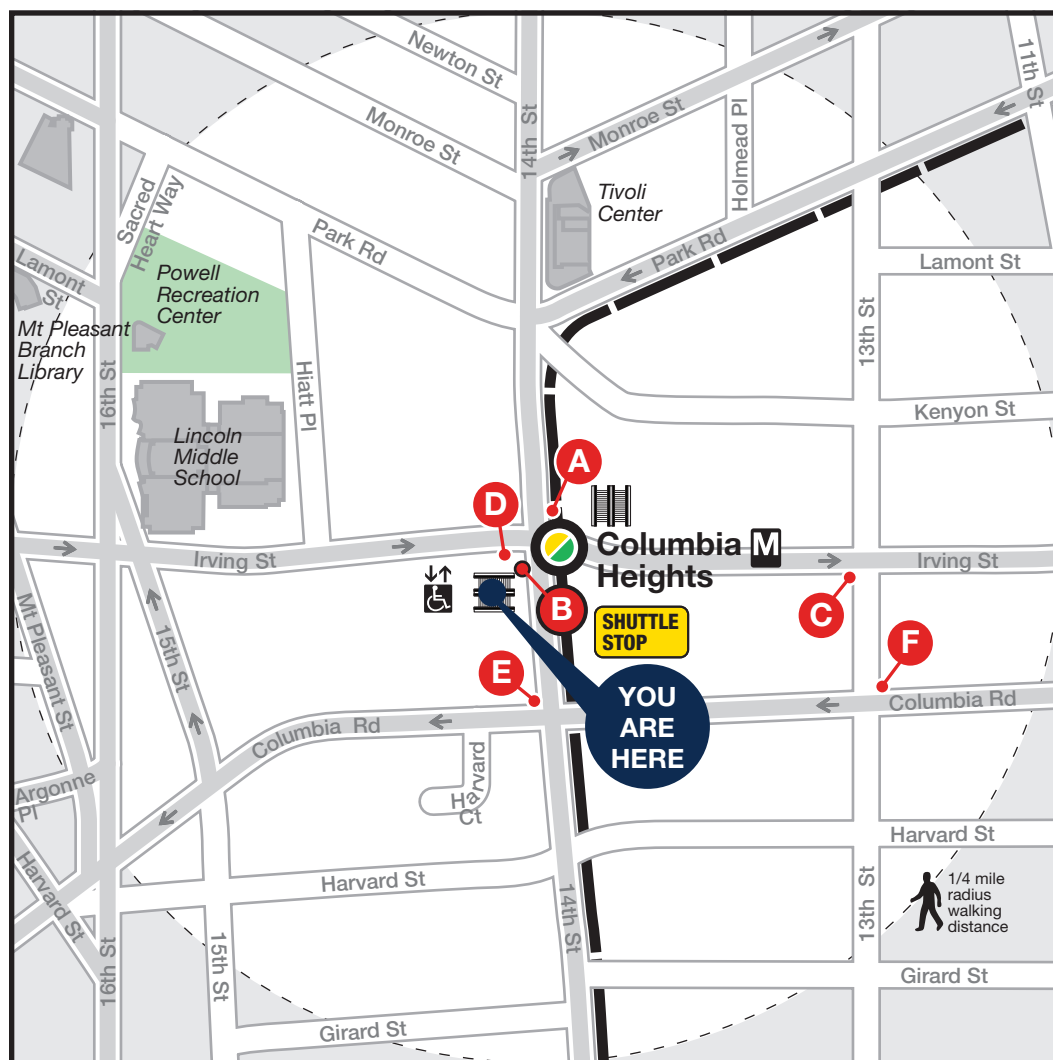 Newton St
Monroe St
14th St
Monroe St
Holmead Pl
11th St
Sacred
Heart Way
Park Rd
Tivoli
Center
Park Rd
Lamont
St
Powell
Recreation
Center
Lamont St
Mt Pleasant
Branch
Library
16th St
Hiatt Pl
13th St
Kenyon St
Lincoln
Middle
School
A
D
Irving St
Columbia M
Heights
Irving St
B
C
SHUTTLE
STOP
Mt Pleasant St
15th St
E
F
YOU
ARE
HERE
Columbia Rd
Columbia Rd
Harvard
Ct
Argonne
Pl
Harvard St
Harvard St
Harvard St
13th St
1/4 mile
radius
walking
distance
14th St
15th St
16th St
Girard St
Girard St